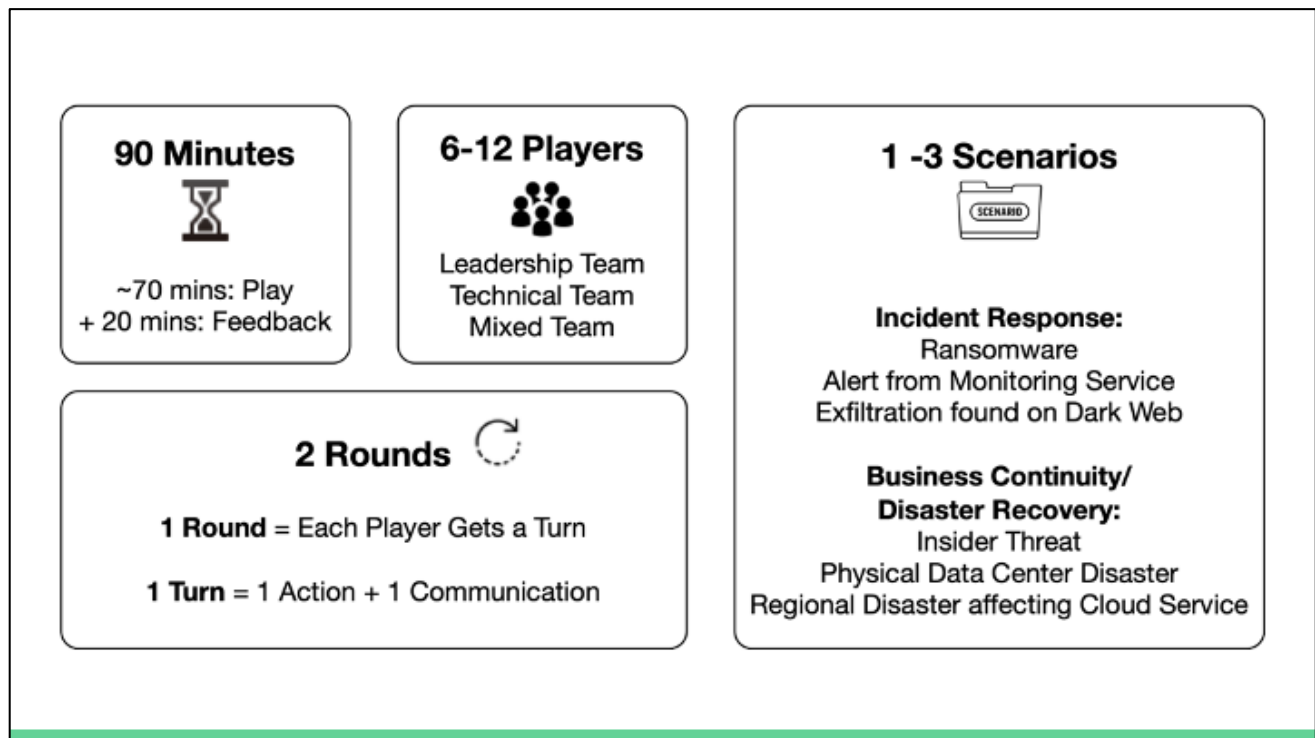 90 Minutes
~70 mins: Play
+ 20 mins: Feedback
6-12 Players
Leadership Team
Technical Team
Mixed Team
2 Rounds
1 Round = Each Player Gets a Turn
1 Turn = 1 Action + 1 Communication
1 -3 Scenarios
SCENARIO
Incident Response:
Ransomware
Alert from Monitoring Service
Exfiltration found on Dark Web
Business Continuity/
Disaster Recovery:
Insider Threat
Physical Data Center Disaster
Regional Disaster affecting Cloud Service